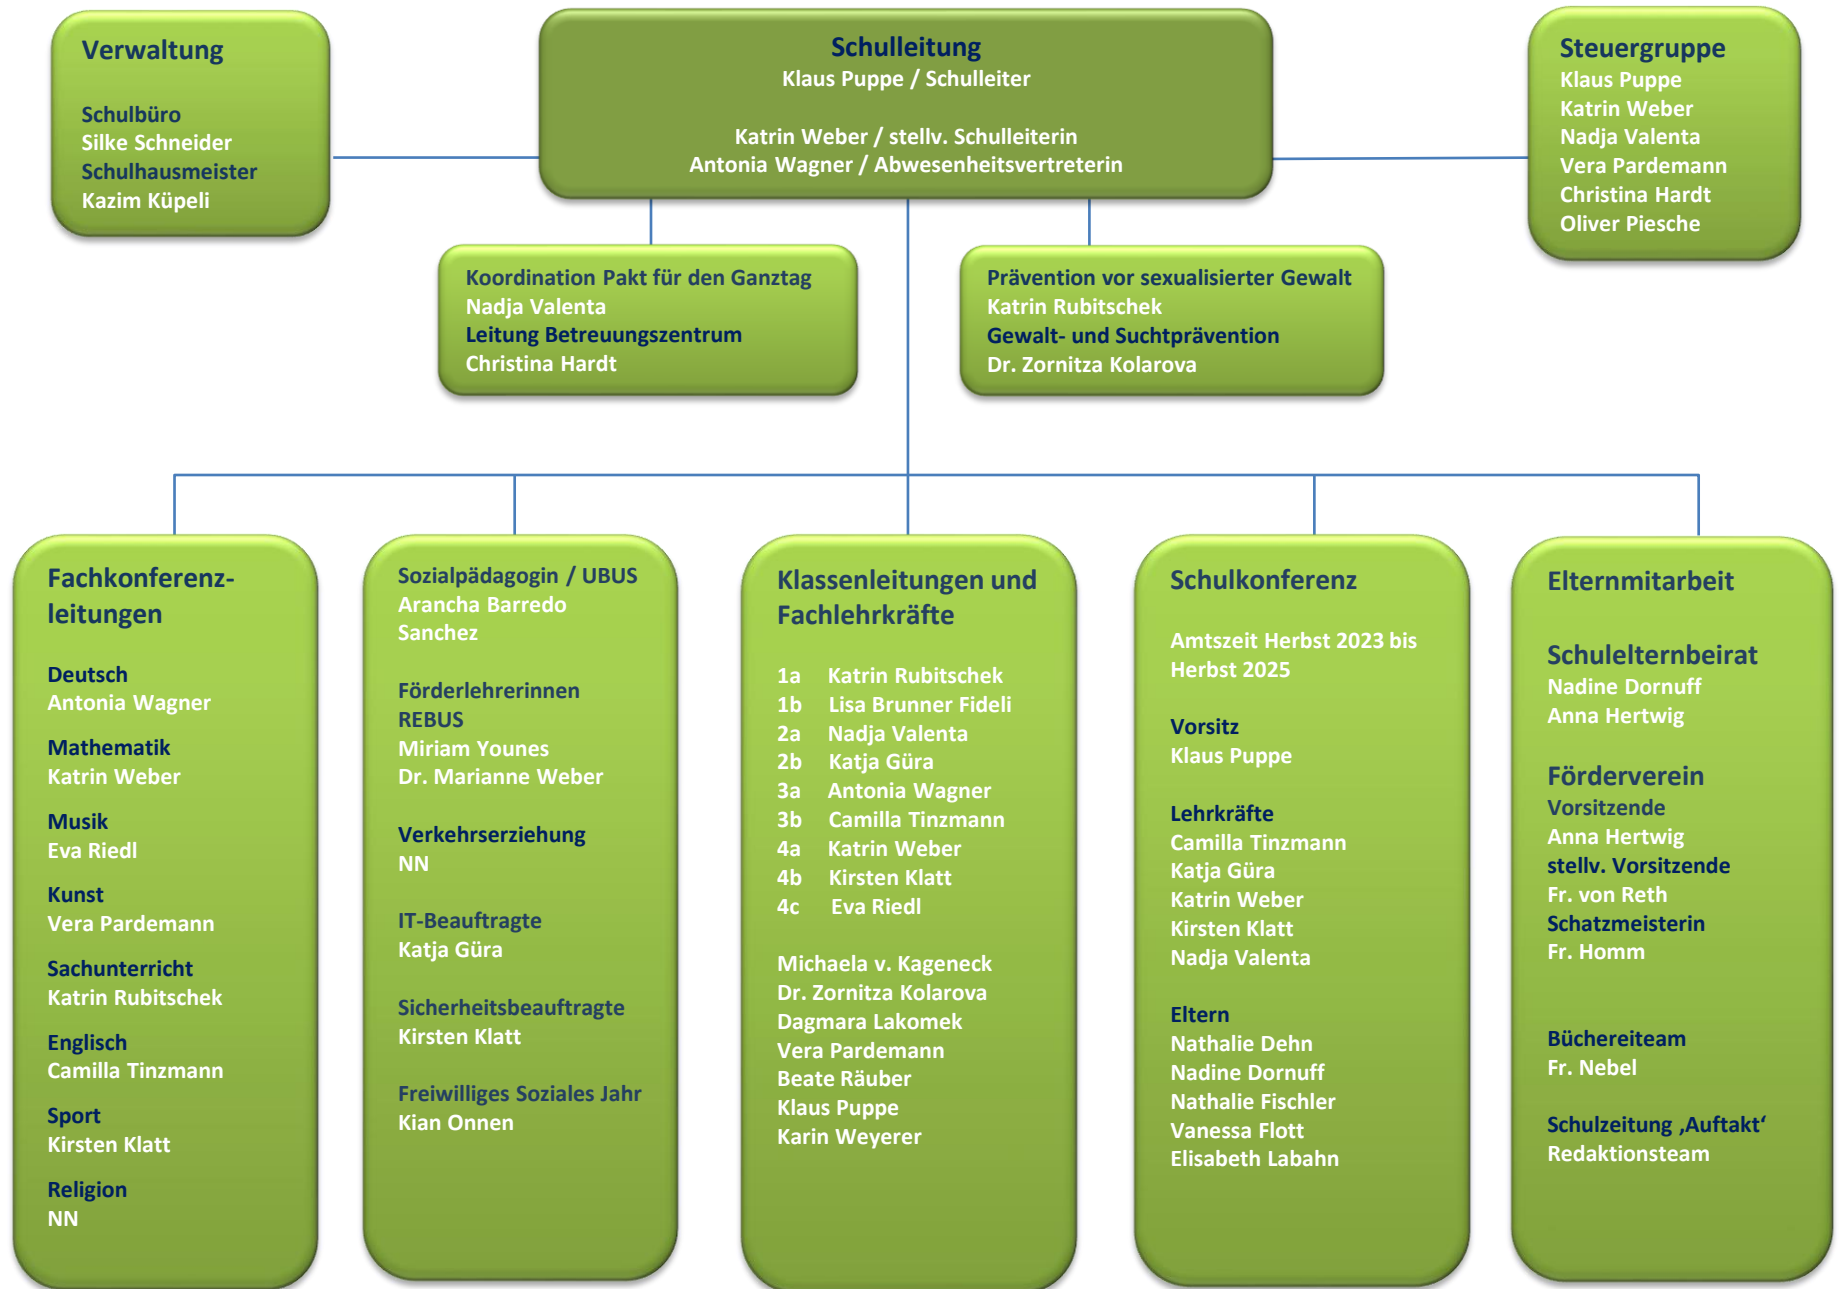 Verwaltung
Schulbüro
Silke Schneider
Schulhausmeister
Kazim Küpeli
Schulleitung
Klaus Puppe / Schulleiter
Katrin Weber / stellv. Schulleiterin
Antonia Wagner / Abwesenheitsvertreterin
Steuergruppe
Klaus Puppe
Katrin Weber
Nadja Valenta
Vera Pardemann
Christina Hardt
Oliver Piesche
Koordination Pakt für den Ganztag
Nadja Valenta
Leitung Betreuungszentrum
Christina Hardt
Prävention vor sexualisierter Gewalt
Katrin Rubitschek
Gewalt- und Suchtprävention
Dr. Zornitza Kolarova
Fachkonferenz-
leitungen
Deutsch
Antonia Wagner
Mathematik
Katrin Weber
Musik
Eva Riedl
Kunst
Vera Pardemann
Sachunterricht
Katrin Rubitschek
Englisch
Camilla Tinzmann
Sport
Kirsten Klatt
Religion
NN
Sozialpädagogin / UBUS
Arancha Barredo
Sanchez
Förderlehrerinnen
REBUS
Miriam Younes
Dr. Marianne Weber
Verkehrserziehung
NN
IT-Beauftragte
Katja Güra
Sicherheitsbeauftragte
Kirsten Klatt
Freiwilliges Soziales Jahr
Kian Onnen
Klassenleitungen und
Fachlehrkräfte
1a Katrin Rubitschek
1b Lisa Brunner Fideli
2a Nadja Valenta
2b Katja Güra
3a Antonia Wagner
3b Camilla Tinzmann
4a Katrin Weber
4b Kirsten Klatt
4c Eva Riedl
Michaela v. Kageneck
Dr. Zornitza Kolarova
Dagmara Lakomek
Vera Pardemann
Beate Räuber
Klaus Puppe
Karin Weyerer
Schulkonferenz
Amtszeit Herbst 2023 bis
Herbst 2025
Vorsitz
Klaus Puppe
Lehrkräfte
Camilla Tinzmann
Katja Güra
Katrin Weber
Kirsten Klatt
Nadja Valenta
Eltern
Nathalie Dehn
Nadine Dornuff
Nathalie Fischler
Vanessa Flott
Elisabeth Labahn
Elternmitarbeit
Schulelternbeirat
Nadine Dornuff
Anna Hertwig
Förderverein
Vorsitzende
Anna Hertwig
stellv. Vorsitzende
Fr. von Reth
Schatzmeisterin
Fr. Homm
Büchereiteam
Fr. Nebel
Schulzeitung ‚Auftakt‘
Redaktionsteam